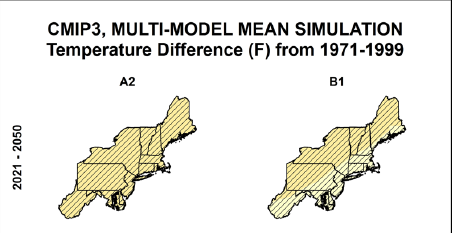 CMIP3, MULTI-MODEL MEAN SIMULATION
Temperature Difference (F) from 1971-1999
A2
B1
2021 - 2050